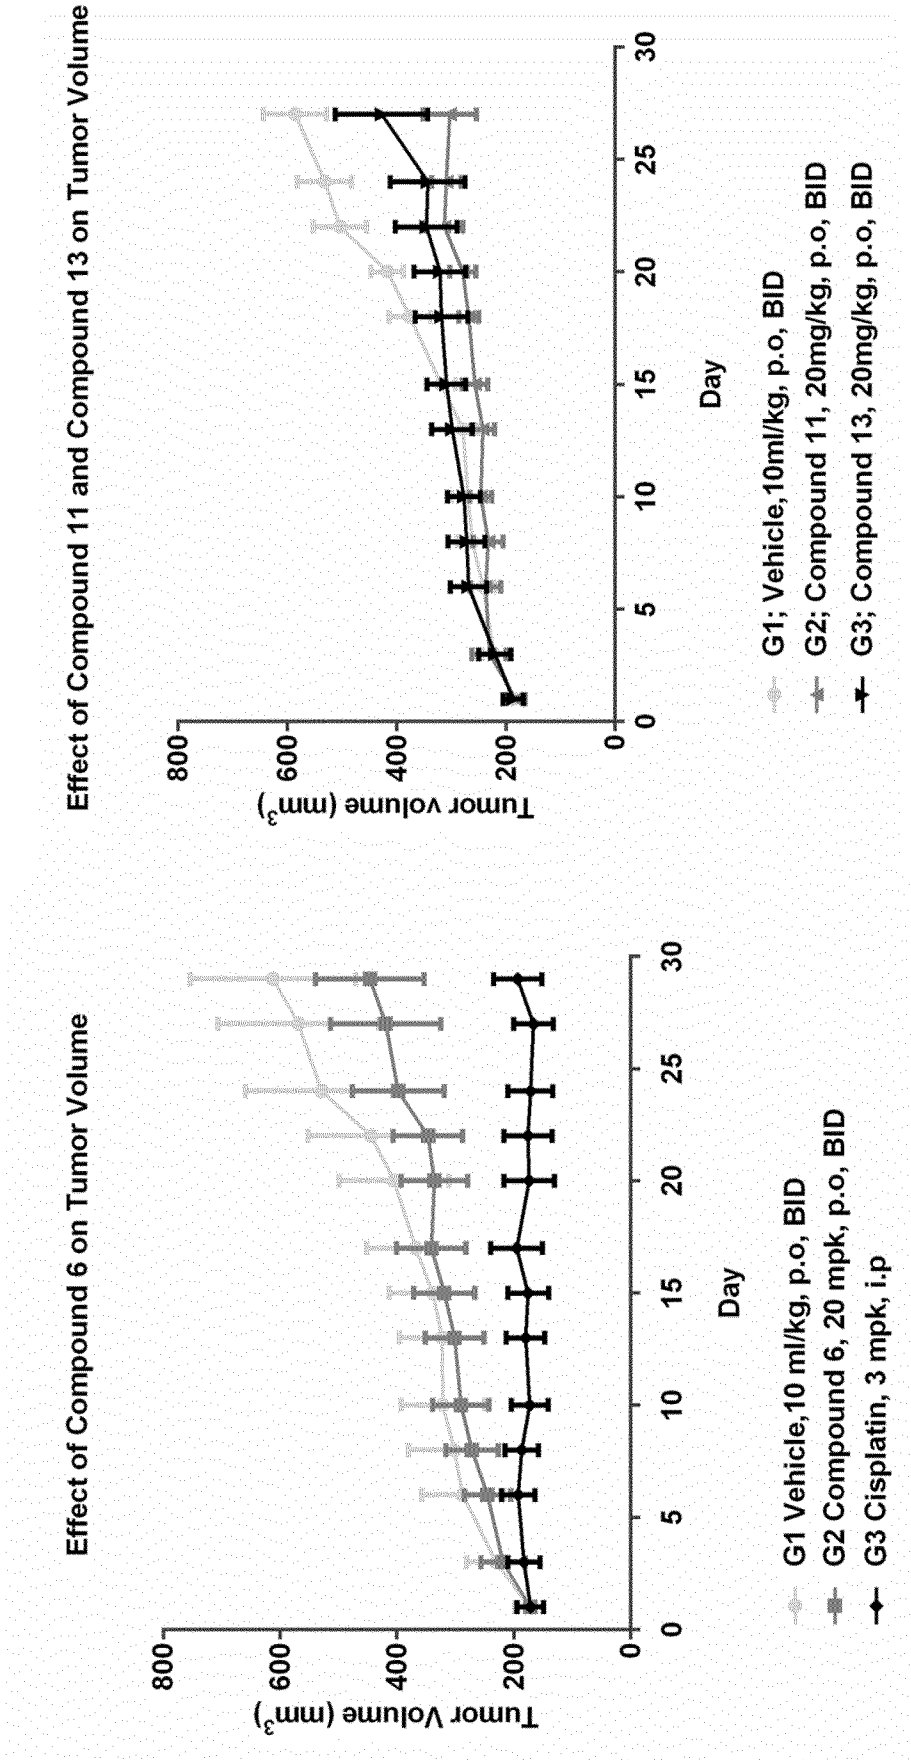 Effect of Compound 6 on Tumor Volume
Tumor Volume (mm3)
800
600
400
200
0
0
5
10
15
20
25
30
Day
G1 Vehicle,10 ml/kg, p.o, BID
G2 Compound 6, 20 mpk, p.o, BID
G3 Cisplatin, 3 mpk, i.p
Effect of Compound 11 and Compound 13 on Tumor Volume
Tumor volume (mm3)
800
600
400
200
0
0
5
10
15
20
25
30
Day
G1; Vehicle,10ml/kg, p.o, BID
G2; Compound 11, 20mg/kg, p.o, BID
G3; Compound 13, 20mg/kg, p.o, BID